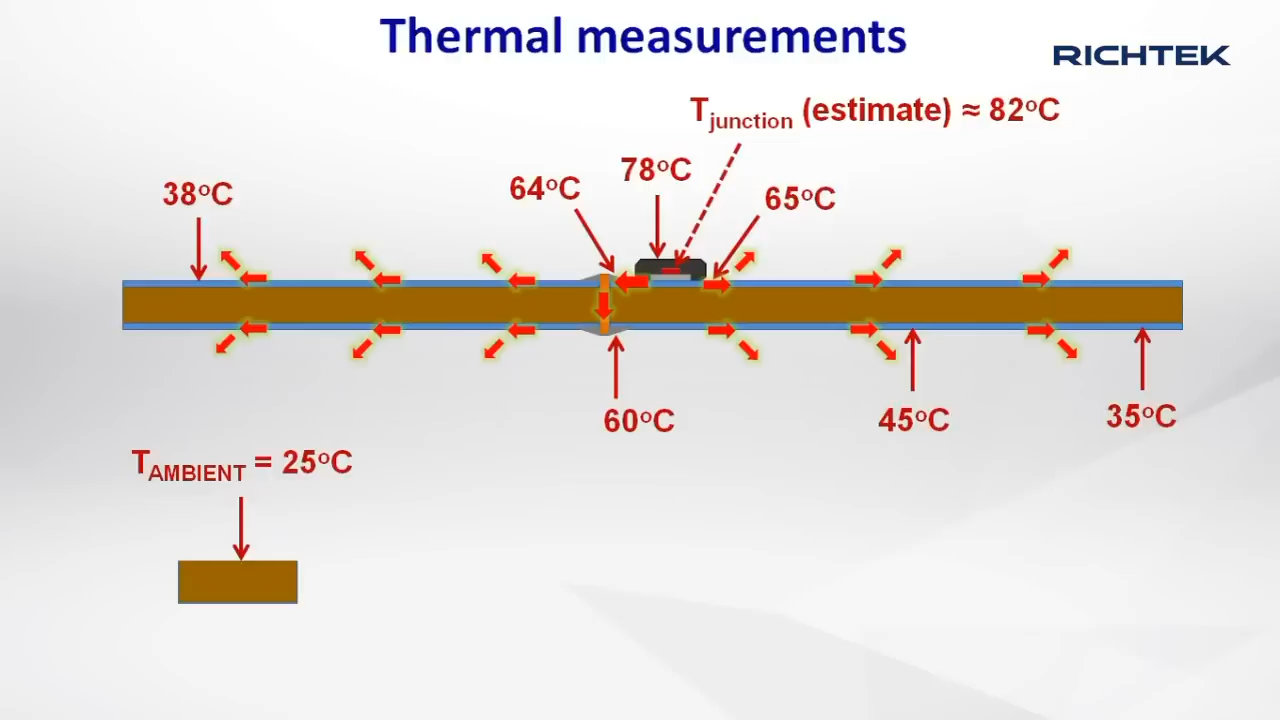 Thermal measurements
RICHTEK
Tjunction (estimate) ≈ 82oC
78oC
64oC
38oC
65oC
60oC
45oC
35oC
TAMBIENT = 25oC